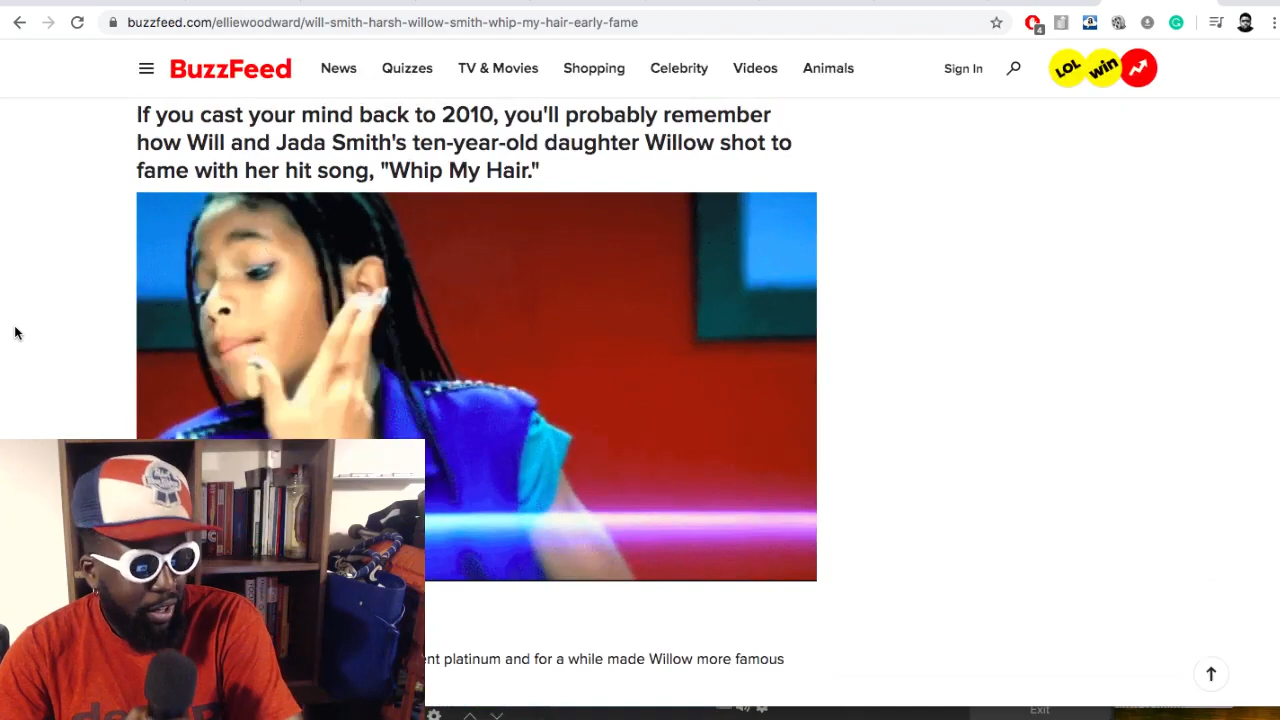 buzzfeed.com/elliewoodward/will-smith-harsh-willow-smith-whip-my-hair-early-fame
4
BuzzFeed News Quizzes TV & Movies Shopping Celebrity Videos Animals Sign In LOL win
If you cast your mind back to 2010, you'll probably remember
how Will and Jada Smith's ten-year-old daughter Willow shot to
fame with her hit song, "Whip My Hair."
ent platinum and for a while made Willow more famous
Exit